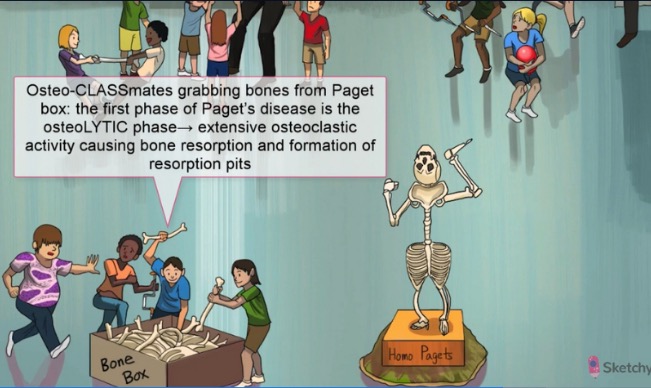 Osteo-CLASSmates grabbing bones from Paget
box: the first phase of Paget's disease is the
osteoLYTIC phase→ extensive osteoclastic
activity causing bone resorption and formation of
resorption pits
Bone
Box
Homo Pagets
Sketchy